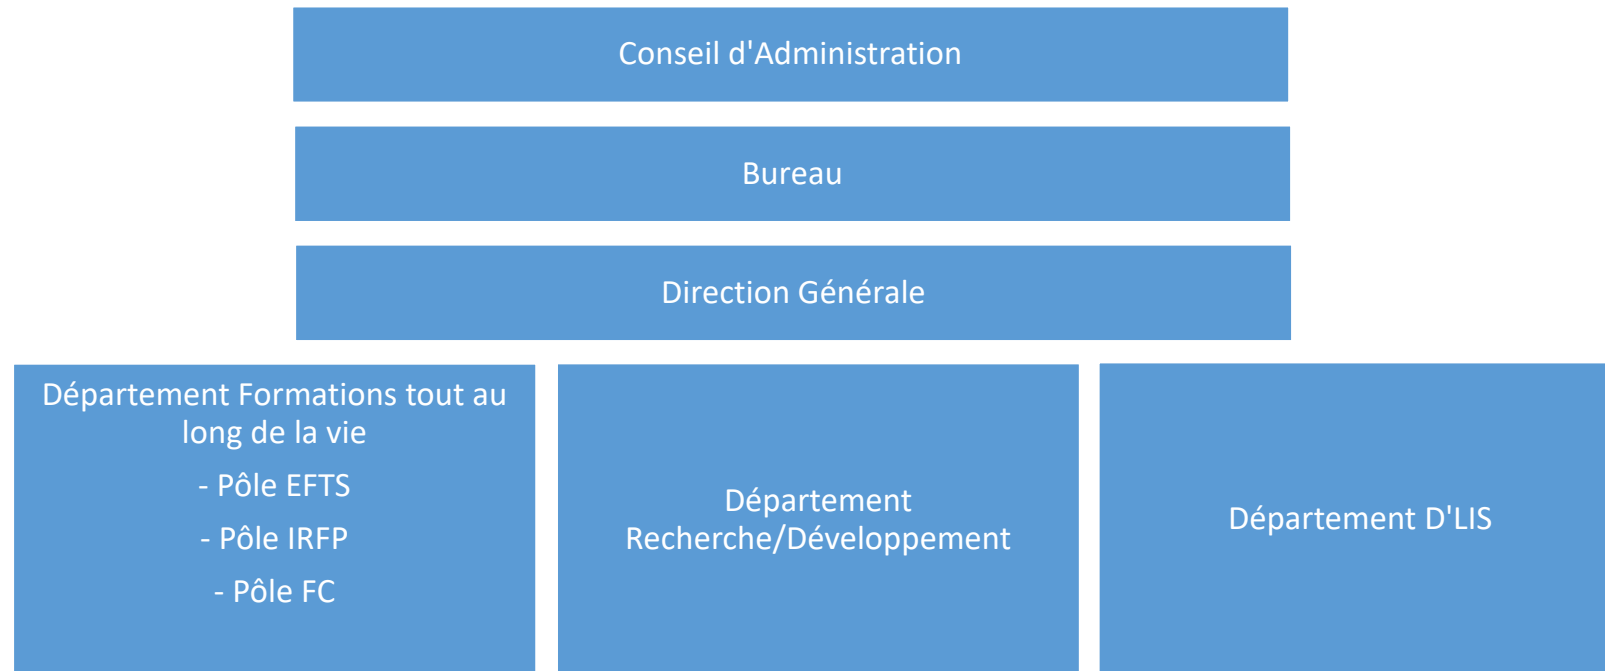 Conseil d'Administration
Bureau
Direction Générale
Département Formations tout au
long de la vie
- Pôle EFTS
- Pôle IRFP
- Pôle FC
Département
Recherche/Développement
Département D'LIS